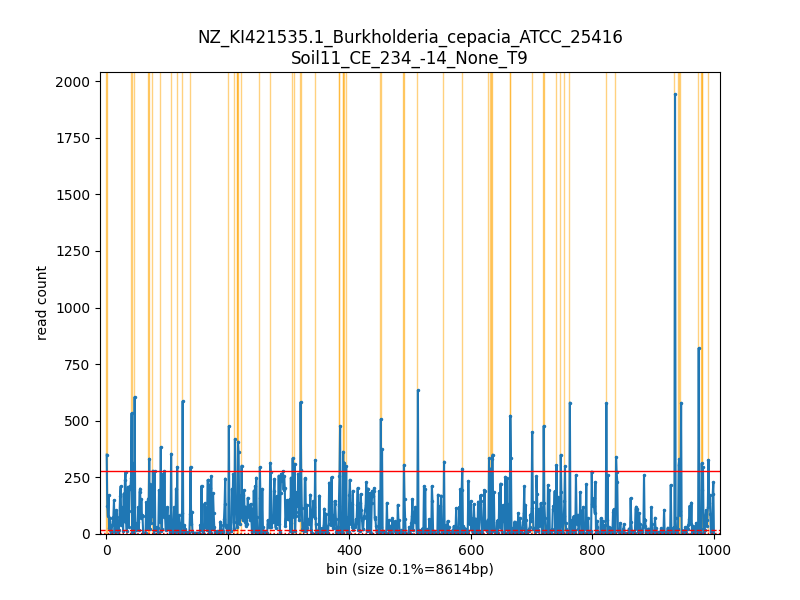 NZ_KI421535.1_Burkholderia_cepacia_ATCC_25416
Soil11_CE_234_-14_None_T9
2000
1750
1500
1250
1000
750
500
250
0
read count
0 200 400 600 800 1000
bin (size 0.1%=8614bp)